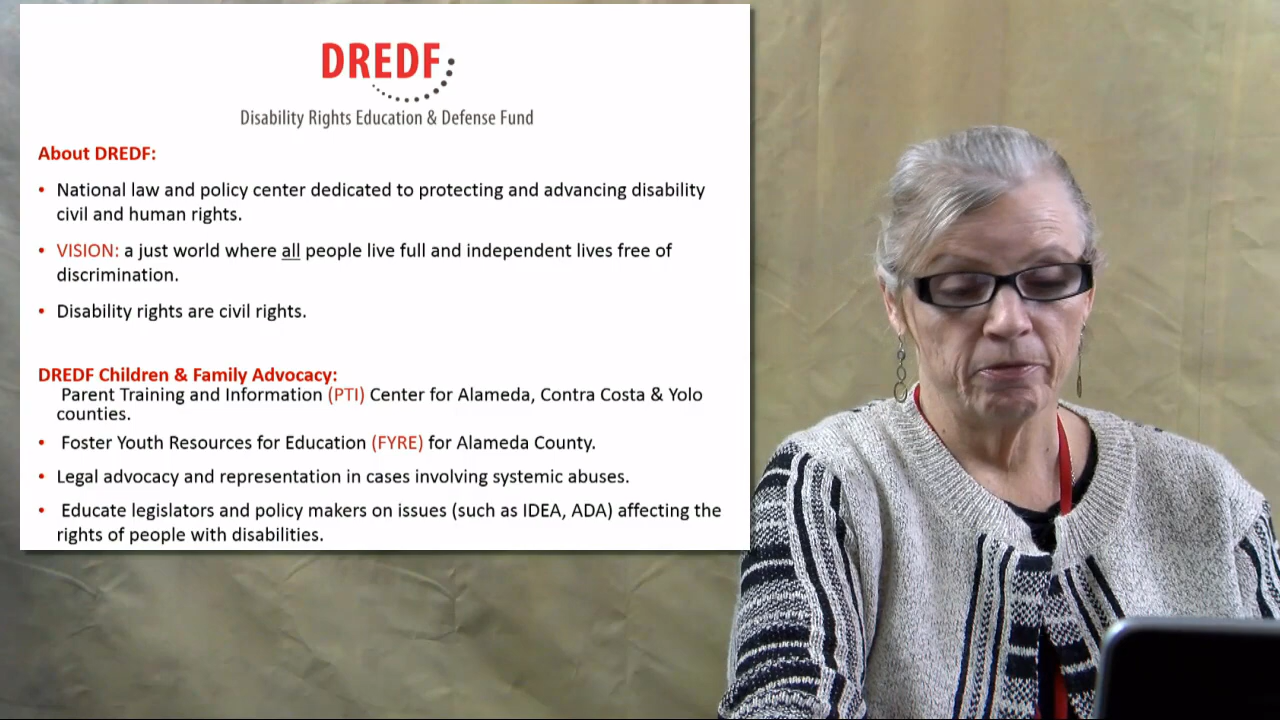 DREDF
Disability Rights Education & Defense Fund
About DREDF:
• National law and policy center dedicated to protecting and advancing disability
civil and human rights.
• VISION: a just world where all people live full and independent lives free of
discrimination.
• Disability rights are civil rights.
DREDF Children & Family Advocacy:
Parent Training and Information (PTI) Center for Alameda, Contra Costa & Yolo
counties.
• Foster Youth Resources for Education (FYRE) for Alameda County.
• Legal advocacy and representation in cases involving systemic abuses.
• Educate legislators and policy makers on issues (such as IDEA, ADA) affecting the
rights of people with disabilities.